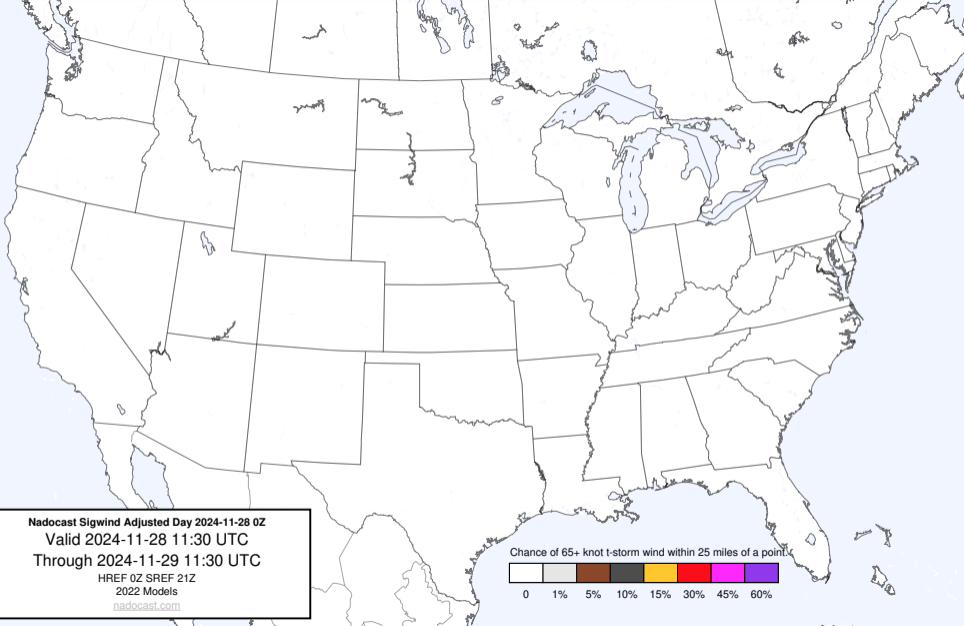 Nadocast Sigwind Adjusted Day 2024-11-28 0Z
Valid 2024-11-28 11:30 UTC
Through 2024-11-29 11:30 UTC
HREF 0Z SREF 21Z
2022 Models
nadocast.com
Chance of 65+ knot t-storm wind within 25 miles of a point.
0 1% 5% 10% 15% 30% 45% 60%